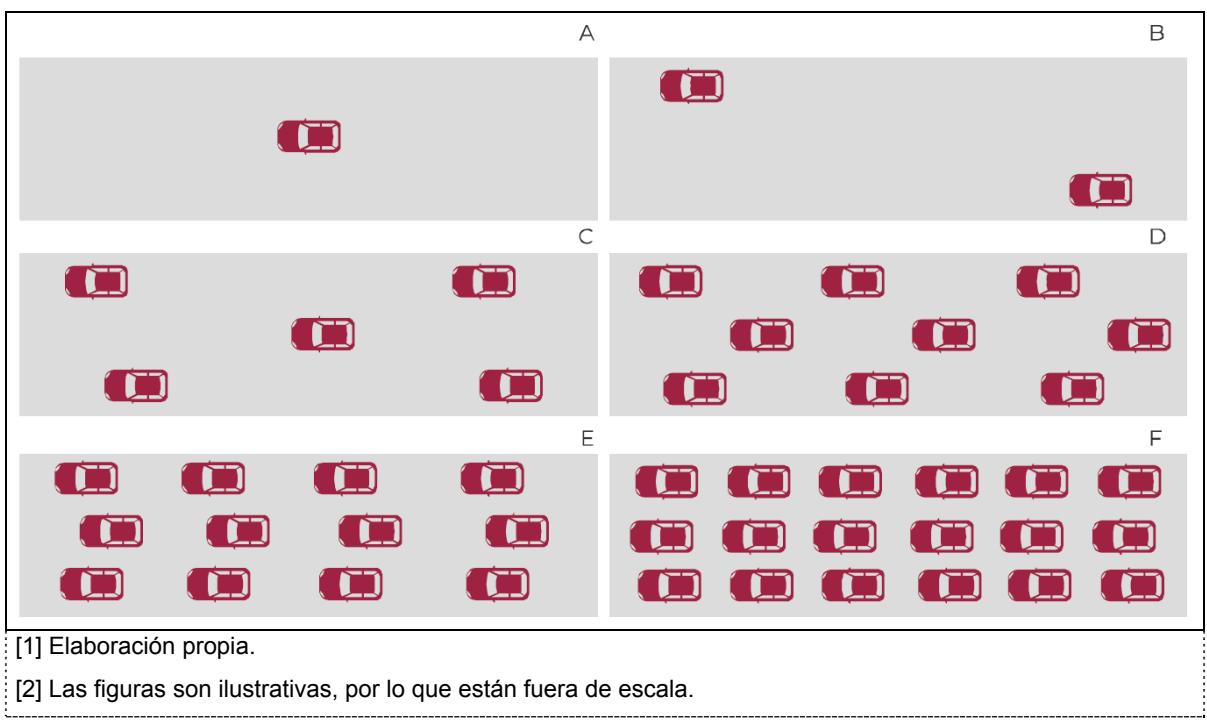 A
B
C
D
E
F
[1] Elaboración propia.
[2] Las figuras son ilustrativas, por lo que están fuera de escala.